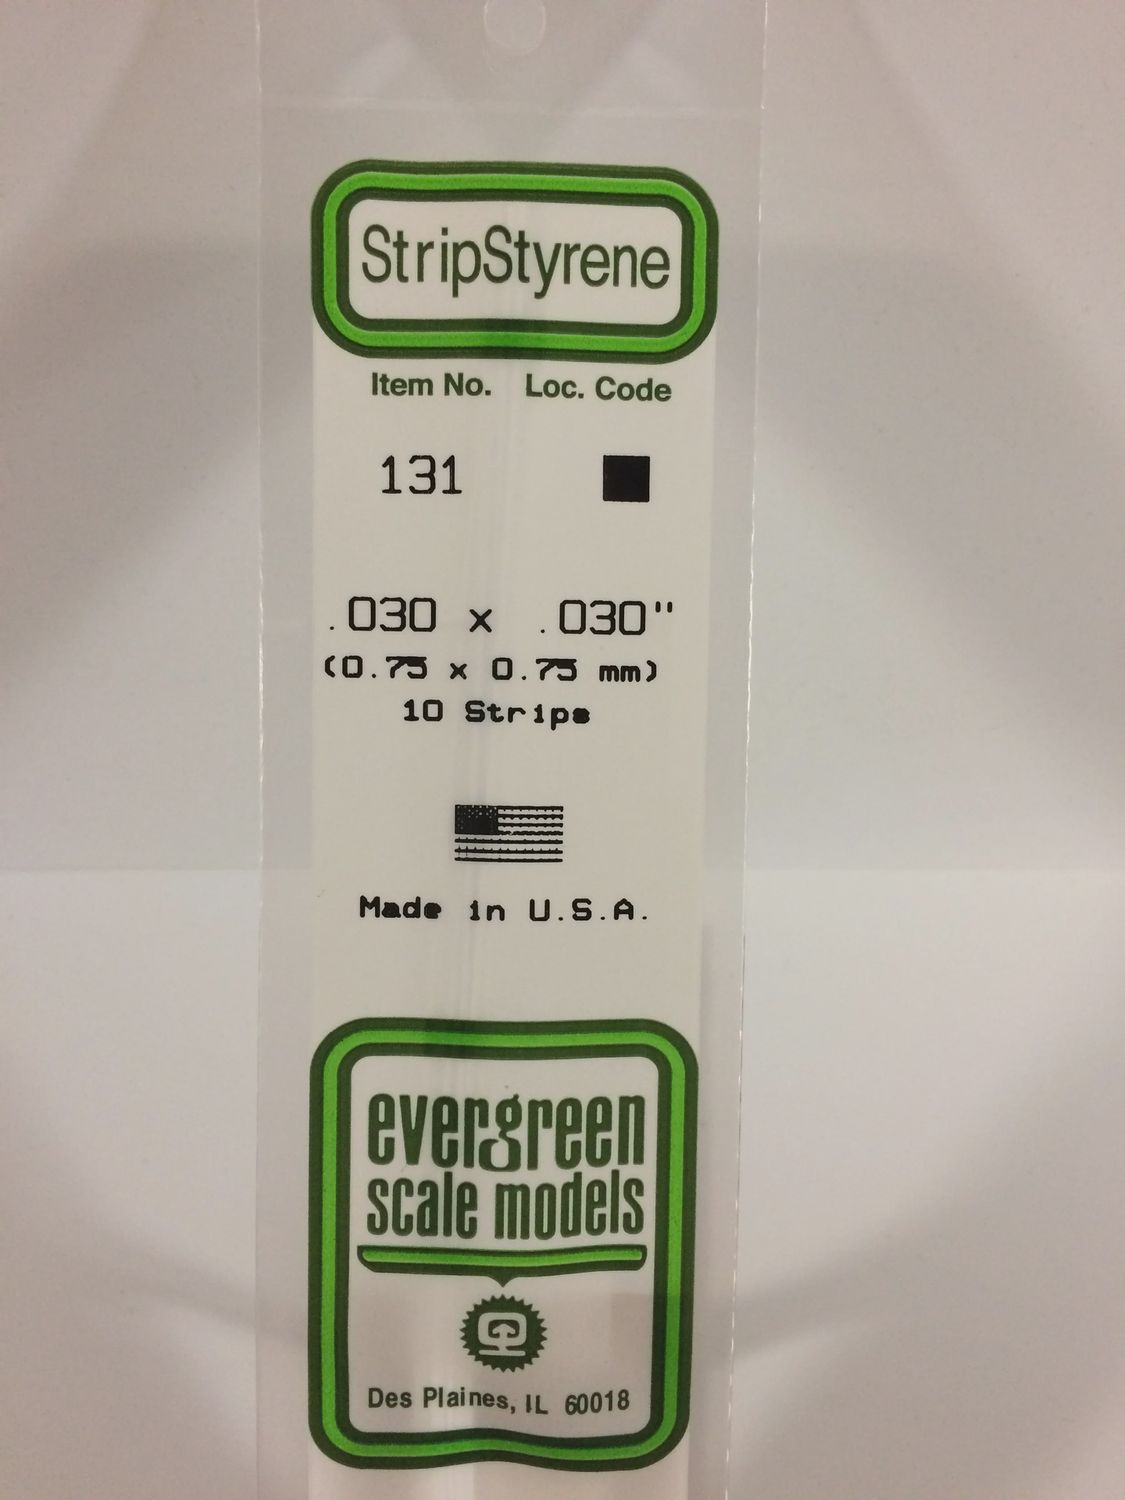 StripStyrene
Item No. Loc. Code
131
.030 x .030"
(0.75 x 0.75 mm)
10 Strips
Made in U.S.A.
evergreen
scale models
Des Plaines, IL 60018